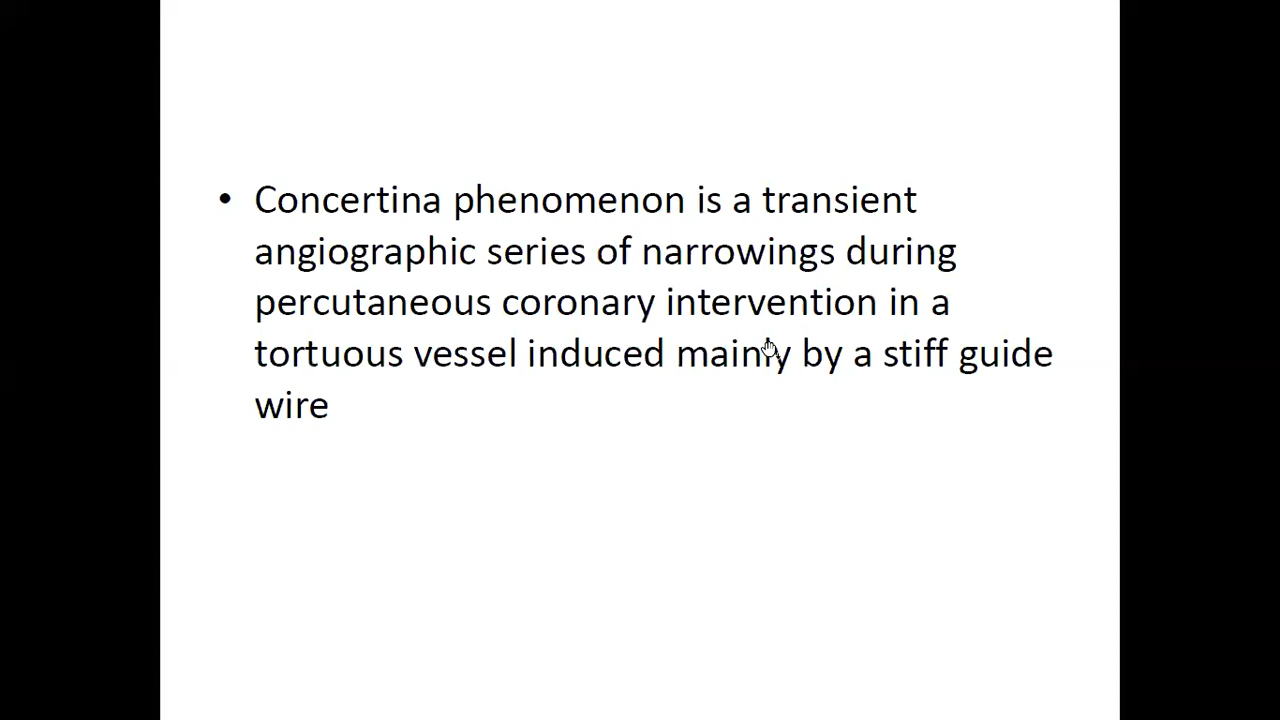 • Concertina phenomenon is a transient
angiographic series of narrowings during
percutaneous coronary intervention in a
tortuous vessel induced mainly by a stiff guide
wire